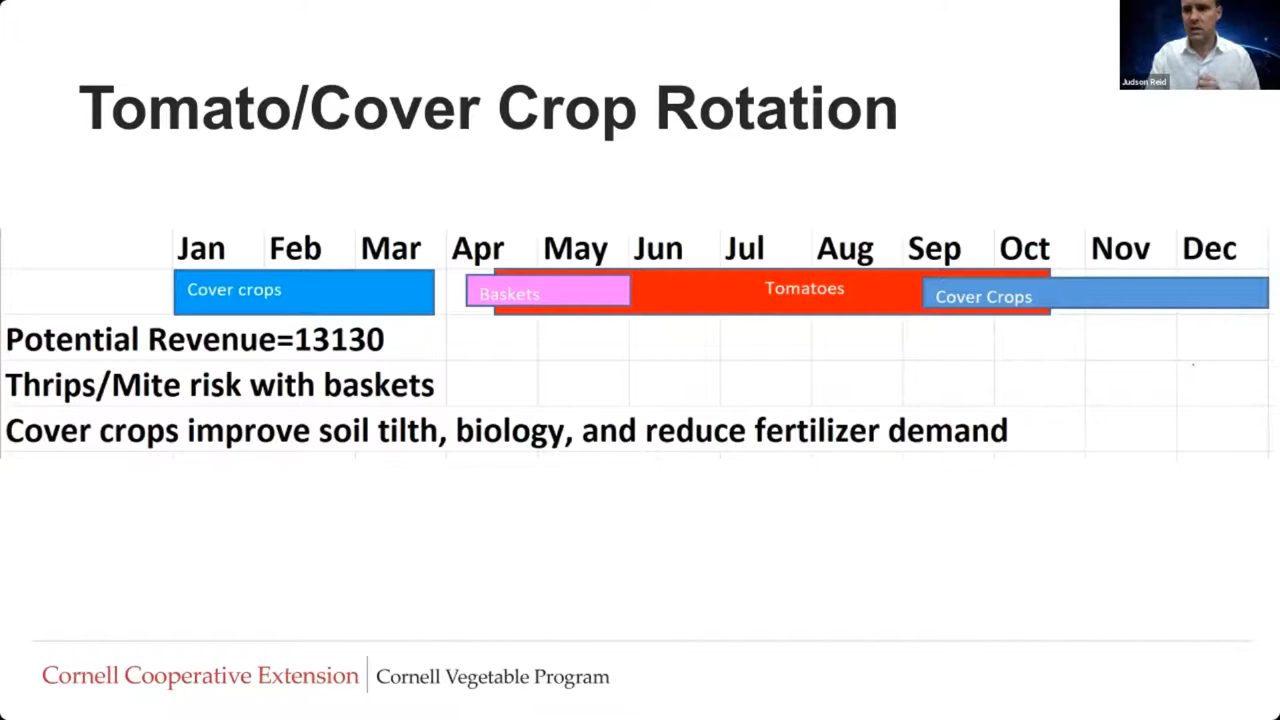 Judson Reid
Tomato/Cover Crop Rotation
Jan Feb Mar Apr May Jun Jul Aug Sep Oct Nov Dec
Cover crops Baskets Tomatoes Cover Crops
Potential Revenue=13130
Thrips/Mite risk with baskets
Cover crops improve soil tilth, biology, and reduce fertilizer demand
Cornell Cooperative Extension Cornell Vegetable Program